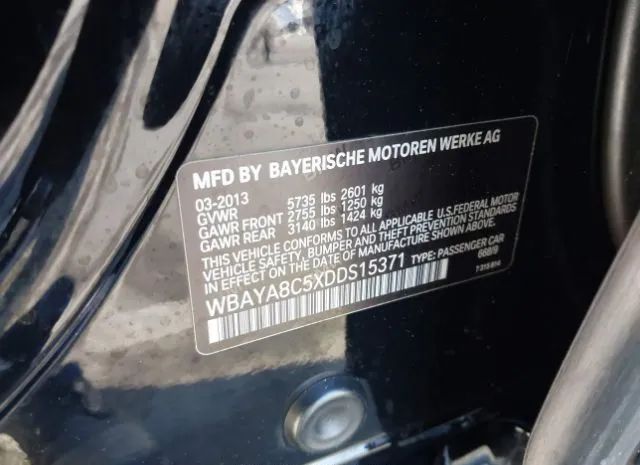 MFD BY BAYERISCHE MOTOREN WERKE AG
03-2013
GVWR 5735 lbs 2601 kg
GAWR FRONT 2755 lbs 1250 kg
GAWR REAR 3140 lbs 1424 kg
THIS VEHICLE CONFORMS TO ALL APPLICABLE U.S.FEDERAL MOTOR
VEHICLE SAFETY, BUMPER AND THEFT PREVENTION STANDARDS
IN EFFECT ON THE DATE OF MANUFACTURE SHOWN ABOVE.
WBAYA8C5XDDS15371 TYPE: PASSENGER CAR
668/9